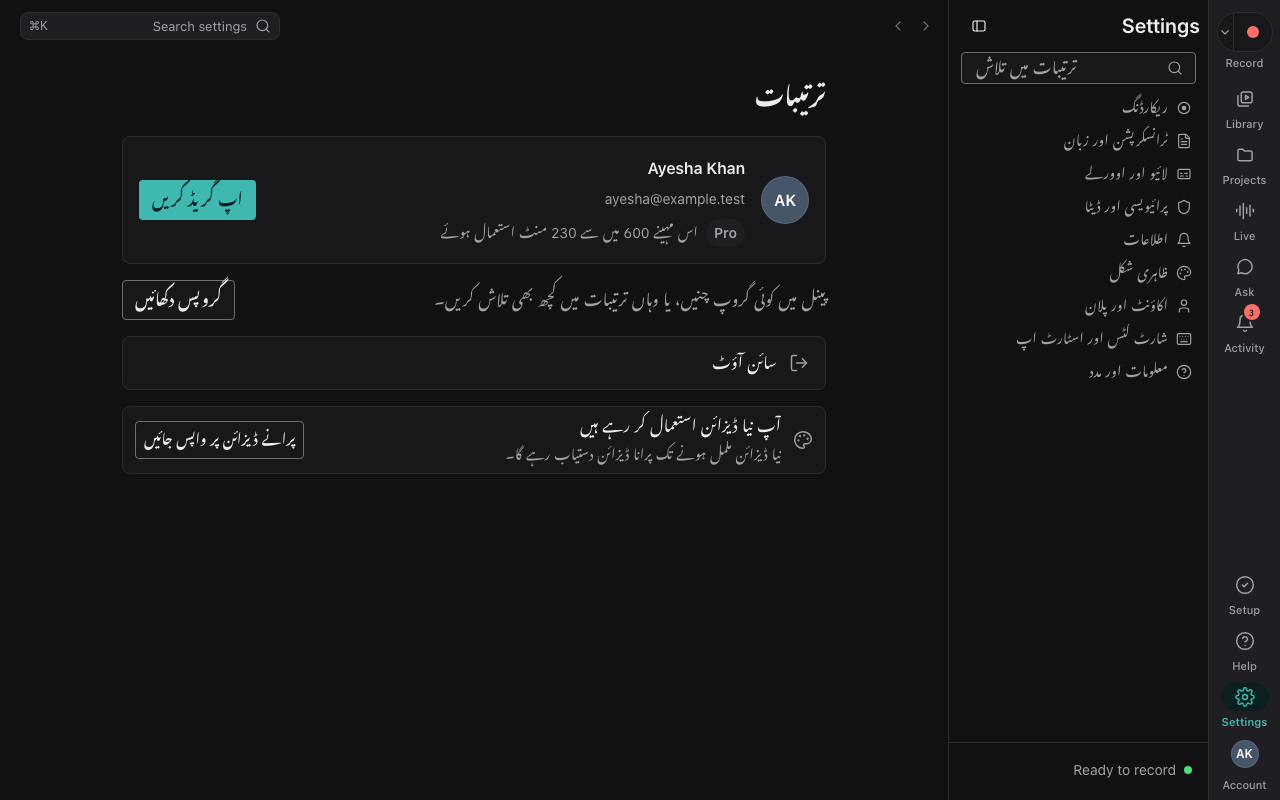 Record
Library
Projects
Live
Ask
3
Activity
Setup
Help
Settings
AK
Account
Settings
ترتیبات میں تلاش
ریکارڈنگ
ٹرانسکرپشن اور زبان
لائیو اور اوورلے
پرائیویسی اور ڈیٹا
اطلاعات
ظاہری شکل
اکاؤنٹ اور پلان
شارٹ کٹس اور اسٹارٹ اپ
معلومات اور مدد
Ready to record
Search settings
⌘K
ترتیبات
AK
Ayesha Khan
ayesha@example.test
Pro
اس مہینے 600 میں سے 230 منٹ استعمال ہوئے
اپ گریڈ کریں
پینل میں کوئی گروپ چنیں، یا وہاں ترتیبات میں کچھ بھی تلاش کریں۔
گروپس دکھائیں
سائن آؤٹ
آپ نیا ڈیزائن استعمال کر رہے ہیں
نیا ڈیزائن مکمل ہونے تک پرانا ڈیزائن دستیاب رہے گا۔
پرانے ڈیزائن پر واپس جائیں